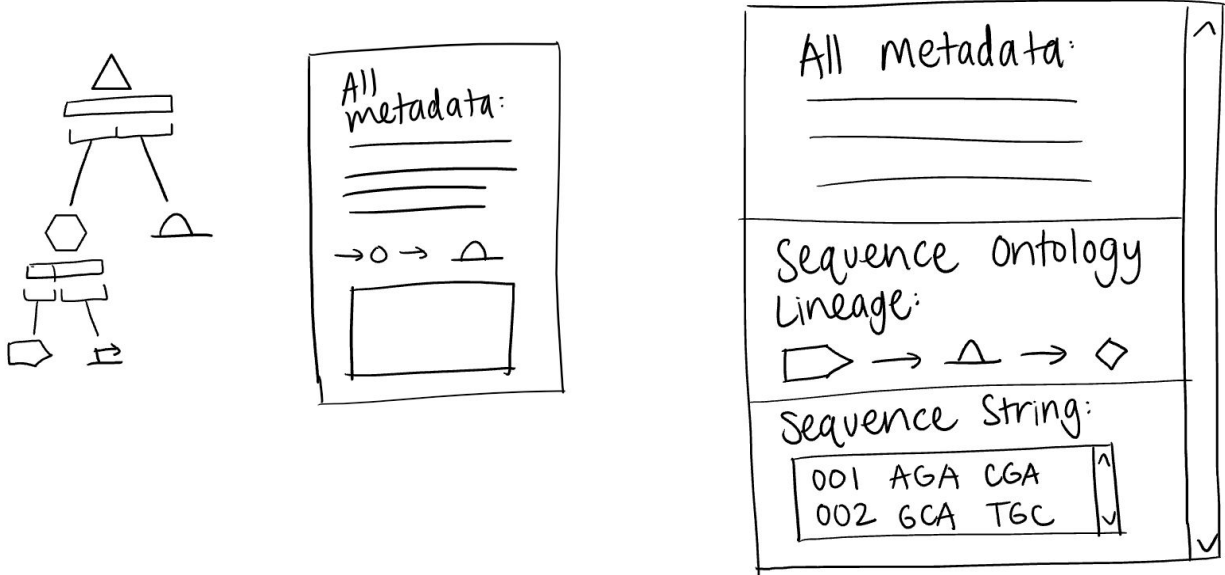 All
metadata:
All metadata:
Sequence Ontology
Lineage:
Sequence String:
001 AGA CGA
002 GCA TGC